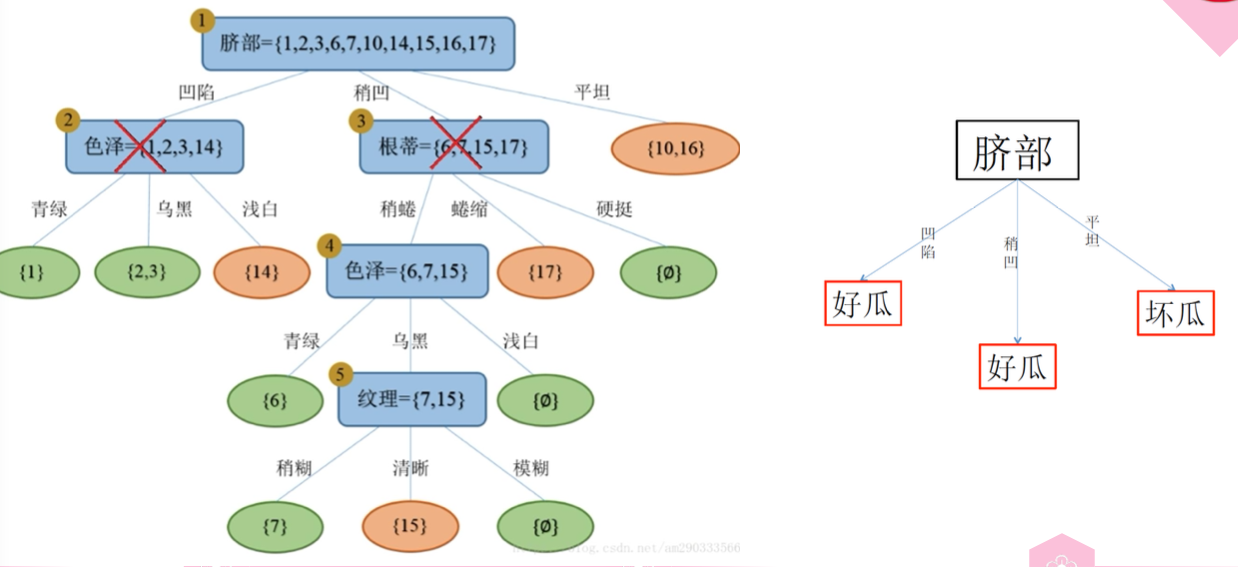 1
脐部={1,2,3,6,7,10,14,15,16,17}
凹陷
稍凹
平坦
2
色泽={1,2,3,14}
3
根蒂={6,7,15,17}
{10,16}
青绿
乌黑
浅白
稍蜷
蜷缩
硬挺
{1}
{2,3}
{14}
4
色泽={6,7,15}
{17}
{∅}
青绿
乌黑
浅白
{6}
5
纹理={7,15}
{∅}
稍糊
清晰
模糊
{7}
{15}
{∅}
脐部
凹陷
稍凹
平坦
好瓜
好瓜
坏瓜
blog.csdn.net/am290333566